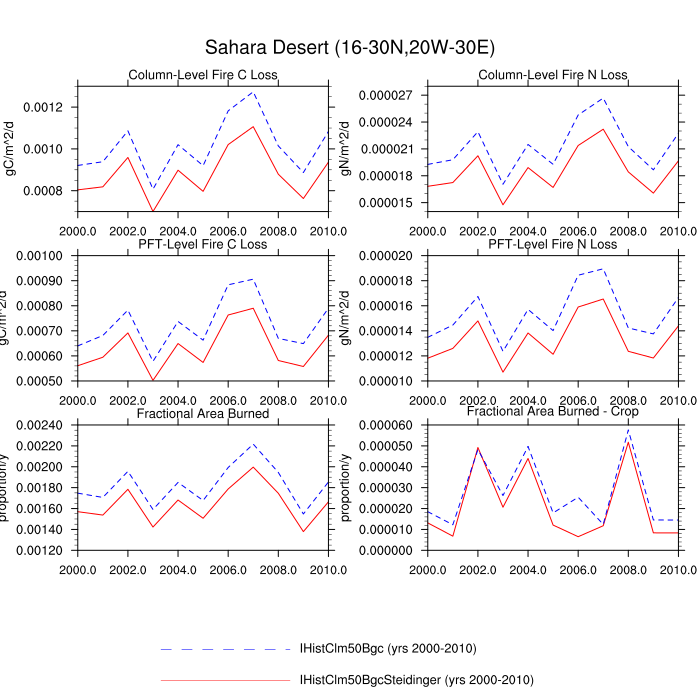 Sahara Desert (16-30N,20W-30E)
Column-Level Fire C Loss
gC/m^2/d
0.0012
0.0010
0.0008
2000.0 2002.0 2004.0 2006.0 2008.0 2010.0
Column-Level Fire N Loss
gN/m^2/d
0.000027
0.000024
0.000021
0.000018
0.000015
2000.0 2002.0 2004.0 2006.0 2008.0 2010.0
PFT-Level Fire C Loss
gC/m^2/d
0.00100
0.00090
0.00080
0.00070
0.00060
0.00050
2000.0 2002.0 2004.0 2006.0 2008.0 2010.0
PFT-Level Fire N Loss
gN/m^2/d
0.000020
0.000018
0.000016
0.000014
0.000012
0.000010
2000.0 2002.0 2004.0 2006.0 2008.0 2010.0
Fractional Area Burned
proportion/y
0.00240
0.00220
0.00200
0.00180
0.00160
0.00140
0.00120
2000.0 2002.0 2004.0 2006.0 2008.0 2010.0
Fractional Area Burned - Crop
proportion/y
0.000060
0.000050
0.000040
0.000030
0.000020
0.000010
0.000000
2000.0 2002.0 2004.0 2006.0 2008.0 2010.0
IHistClm50Bgc (yrs 2000-2010)
IHistClm50BgcSteidinger (yrs 2000-2010)